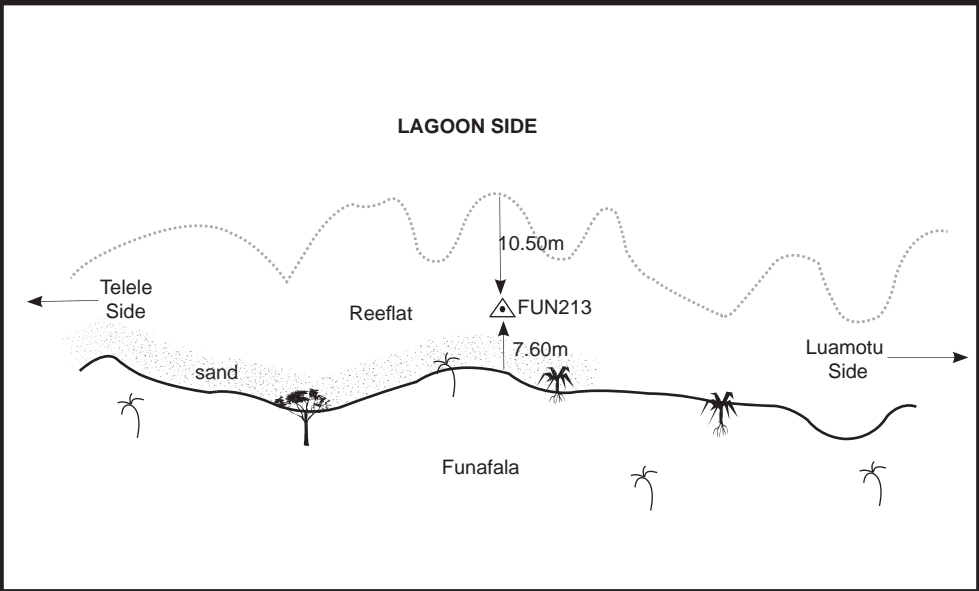 LAGOON SIDE
10.50m
Telele
Side
Reeflat
FUN213
7.60m
Luamotu
Side
sand
Funafala